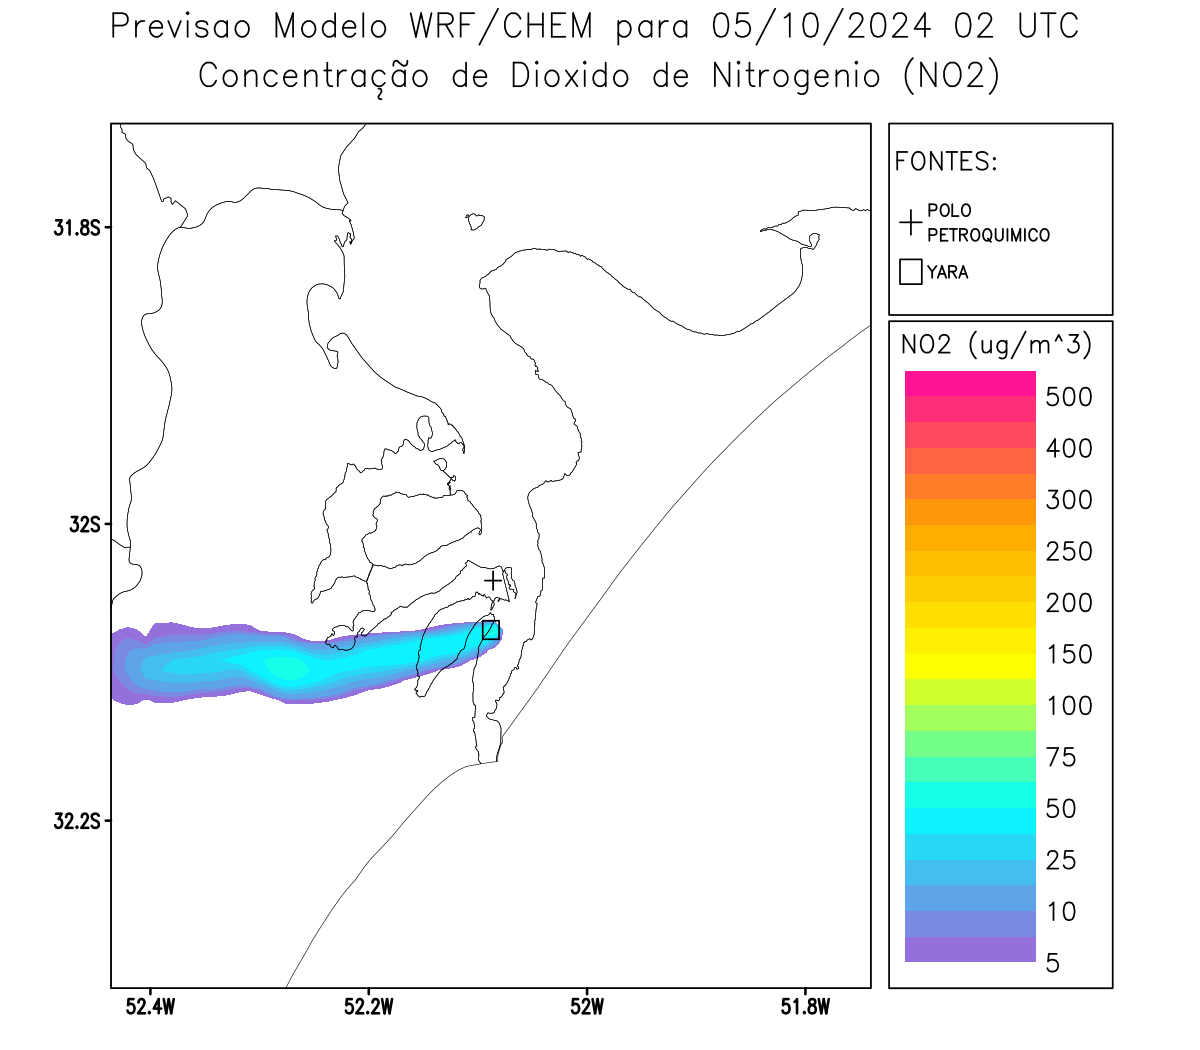 Previsao Modelo WRF/CHEM para 05/10/2024 02 UTC
Concentração de Dioxido de Nitrogenio (NO2)
FONTES:
POLO
PETROQUIMICO
YARA
NO2 (ug/m^3)
500
400
300
250
200
150
100
75
50
25
10
5
31.8S
32S
32.2S
52.4W
52.2W
52W
51.8W